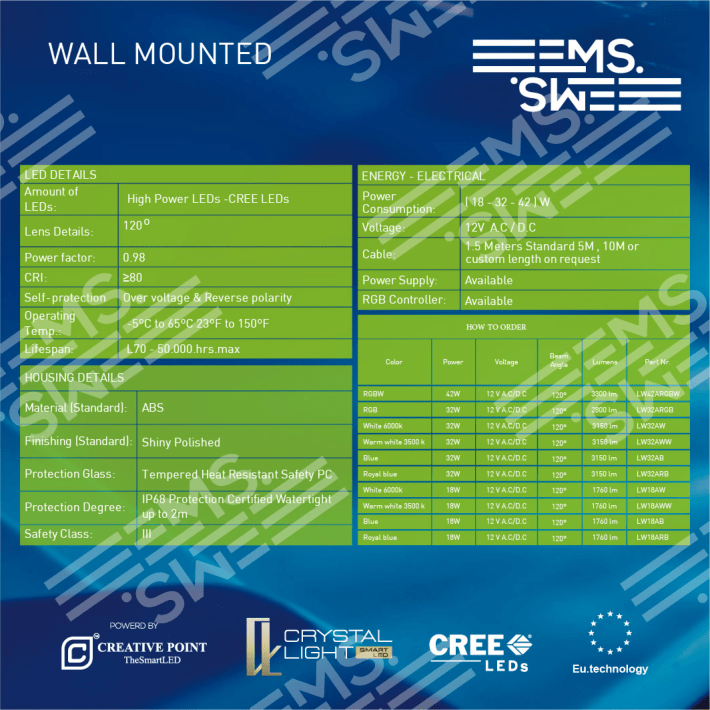 WALL MOUNTED
EMS.
LED DETAILS
Amount of LEDs: High Power LEDs -CREE LEDs
Lens Details: 120°
Power factor: 0.98
CRI: ≥80
Self-protection Over voltage & Reverse polarity
Operating Temp.: -5°C to 65°C 23°F to 150°F
Lifespan: L70 - 50.000.hrs.max
HOUSING DETAILS
Material (Standard): ABS
Finishing (Standard): Shiny Polished
Protection Glass: Tempered Heat Resistant Safety PC
Protection Degree: IP68 Protection Certified Watertight
up to 2m
Safety Class: III
ENERGY - ELECTRICAL
Power Consumption: ( 18 - 32 - 42 ) W
Voltage: 12V A.C / D.C
Cable; 1.5 Meters Standard 5M , 10M or
custom length on request
Power Supply: Available
RGB Controller: Available
HOW TO ORDER
Color Power Voltage Beam Angle Lumens Part Nr.
RGBW 42W 12 V A.C/D.C 120° 3300 lm LW42ARGBW
RGB 32W 12 V A.C/D.C 120° 2800 lm LW32ARGB
White 6000k 32W 12 V A.C/D.C 120° 3150 lm LW32AW
Warm white 3500 k 32W 12 V A.C/D.C 120° 3150 lm LW32AWW
Blue 32W 12 V A.C/D.C 120° 3150 lm LW32AB
Royal blue 32W 12 V A.C/D.C 120° 3150 lm LW32ARB
White 6000k 18W 12 V A.C/D.C 120° 1760 lm LW18AW
Warm white 3500 k 18W 12 V A.C/D.C 120° 1760 lm LW18AWW
Blue 18W 12 V A.C/D.C 120° 1760 lm LW18AB
Royal blue 18W 12 V A.C/D.C 120° 1760 lm LW18ARB
POWERD BY
CREATIVE POINT
TheSmartLED
CRYSTAL
LIGHT SMART LED
CREE
LEDs
Eu.technology